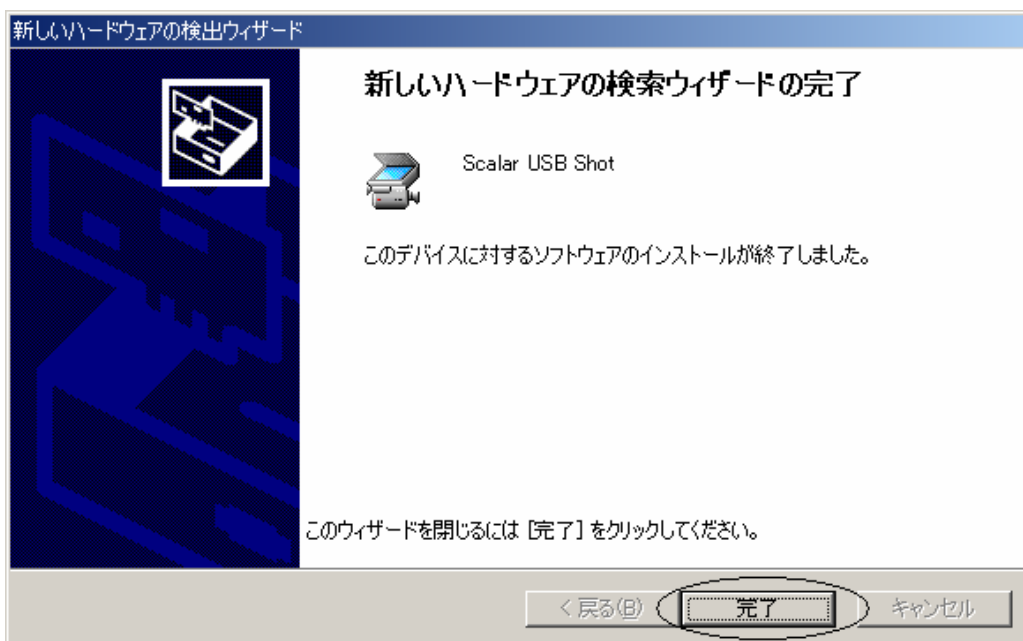 新しいハードウェアの検出ウィザード
新しいハードウェアの検索ウィザードの完了
Scalar USB Shot
このデバイスに対するソフトウェアのインストールが終了しました。
このウィザードを閉じるには [完了] をクリックしてください。
< 戻る(B)
完了
キャンセル